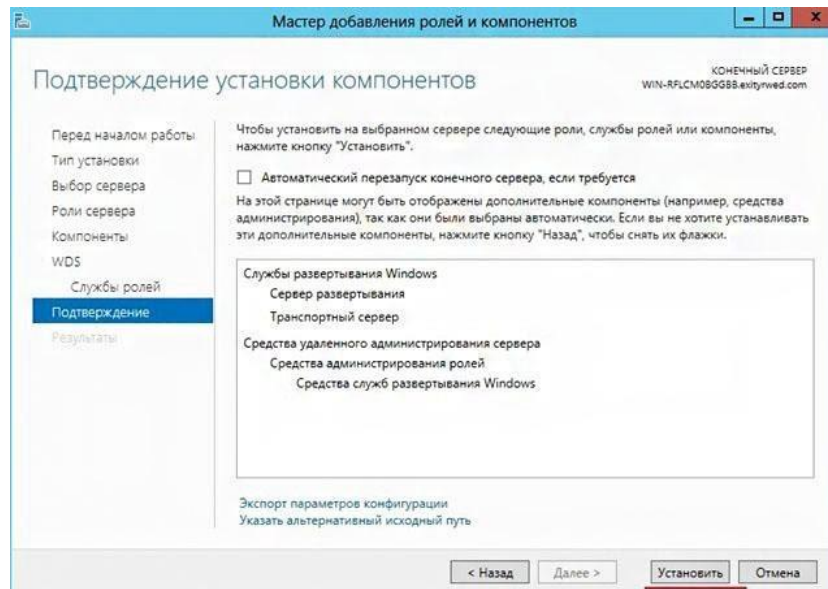 Мастер добавления ролей и компонентов
Подтверждение установки компонентов
КОНЕЧНЫЙ СЕРВЕР
WIN-RFLCM0BGGBB.exityrwed.com
Перед началом работы
Тип установки
Выбор сервера
Роли сервера
Компоненты
WDS
Службы ролей
Подтверждение
Результаты
Чтобы установить на выбранном сервере следующие роли, службы ролей или компоненты,
нажмите кнопку "Установить".
Автоматический перезапуск конечного сервера, если требуется
На этой странице могут быть отображены дополнительные компоненты (например, средства
администрирования), так как они были выбраны автоматически. Если вы не хотите устанавливать
эти дополнительные компоненты, нажмите кнопку "Назад", чтобы снять их флажки.
Службы развертывания Windows
Сервер развертывания
Транспортный сервер
Средства удаленного администрирования сервера
Средства администрирования ролей
Средства служб развертывания Windows
Экспорт параметров конфигурации
Указать альтернативный исходный путь
< Назад
Далее >
Установить
Отмена